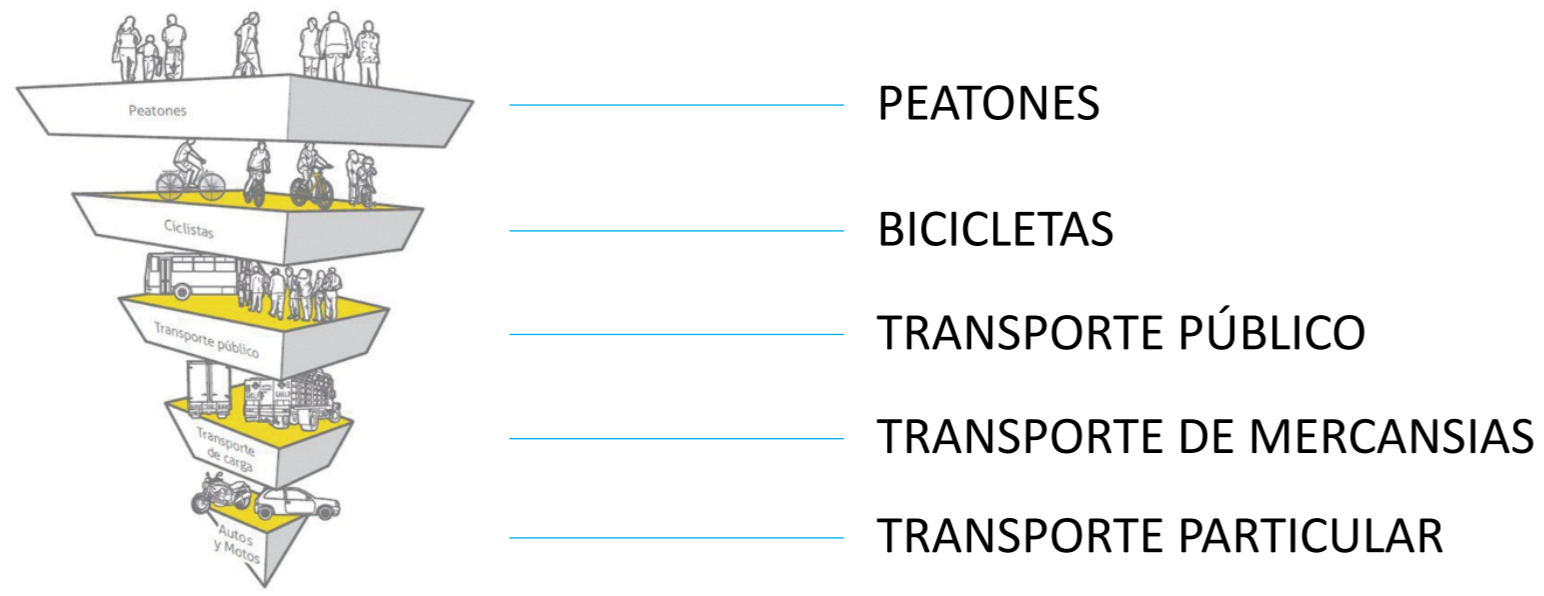 Peatones
PEATONES
Ciclistas
BICICLETAS
Transporte público
TRANSPORTE PÚBLICO
Transporte
de carga
TRANSPORTE DE MERCANSIAS
Autos
y Motos
TRANSPORTE PARTICULAR